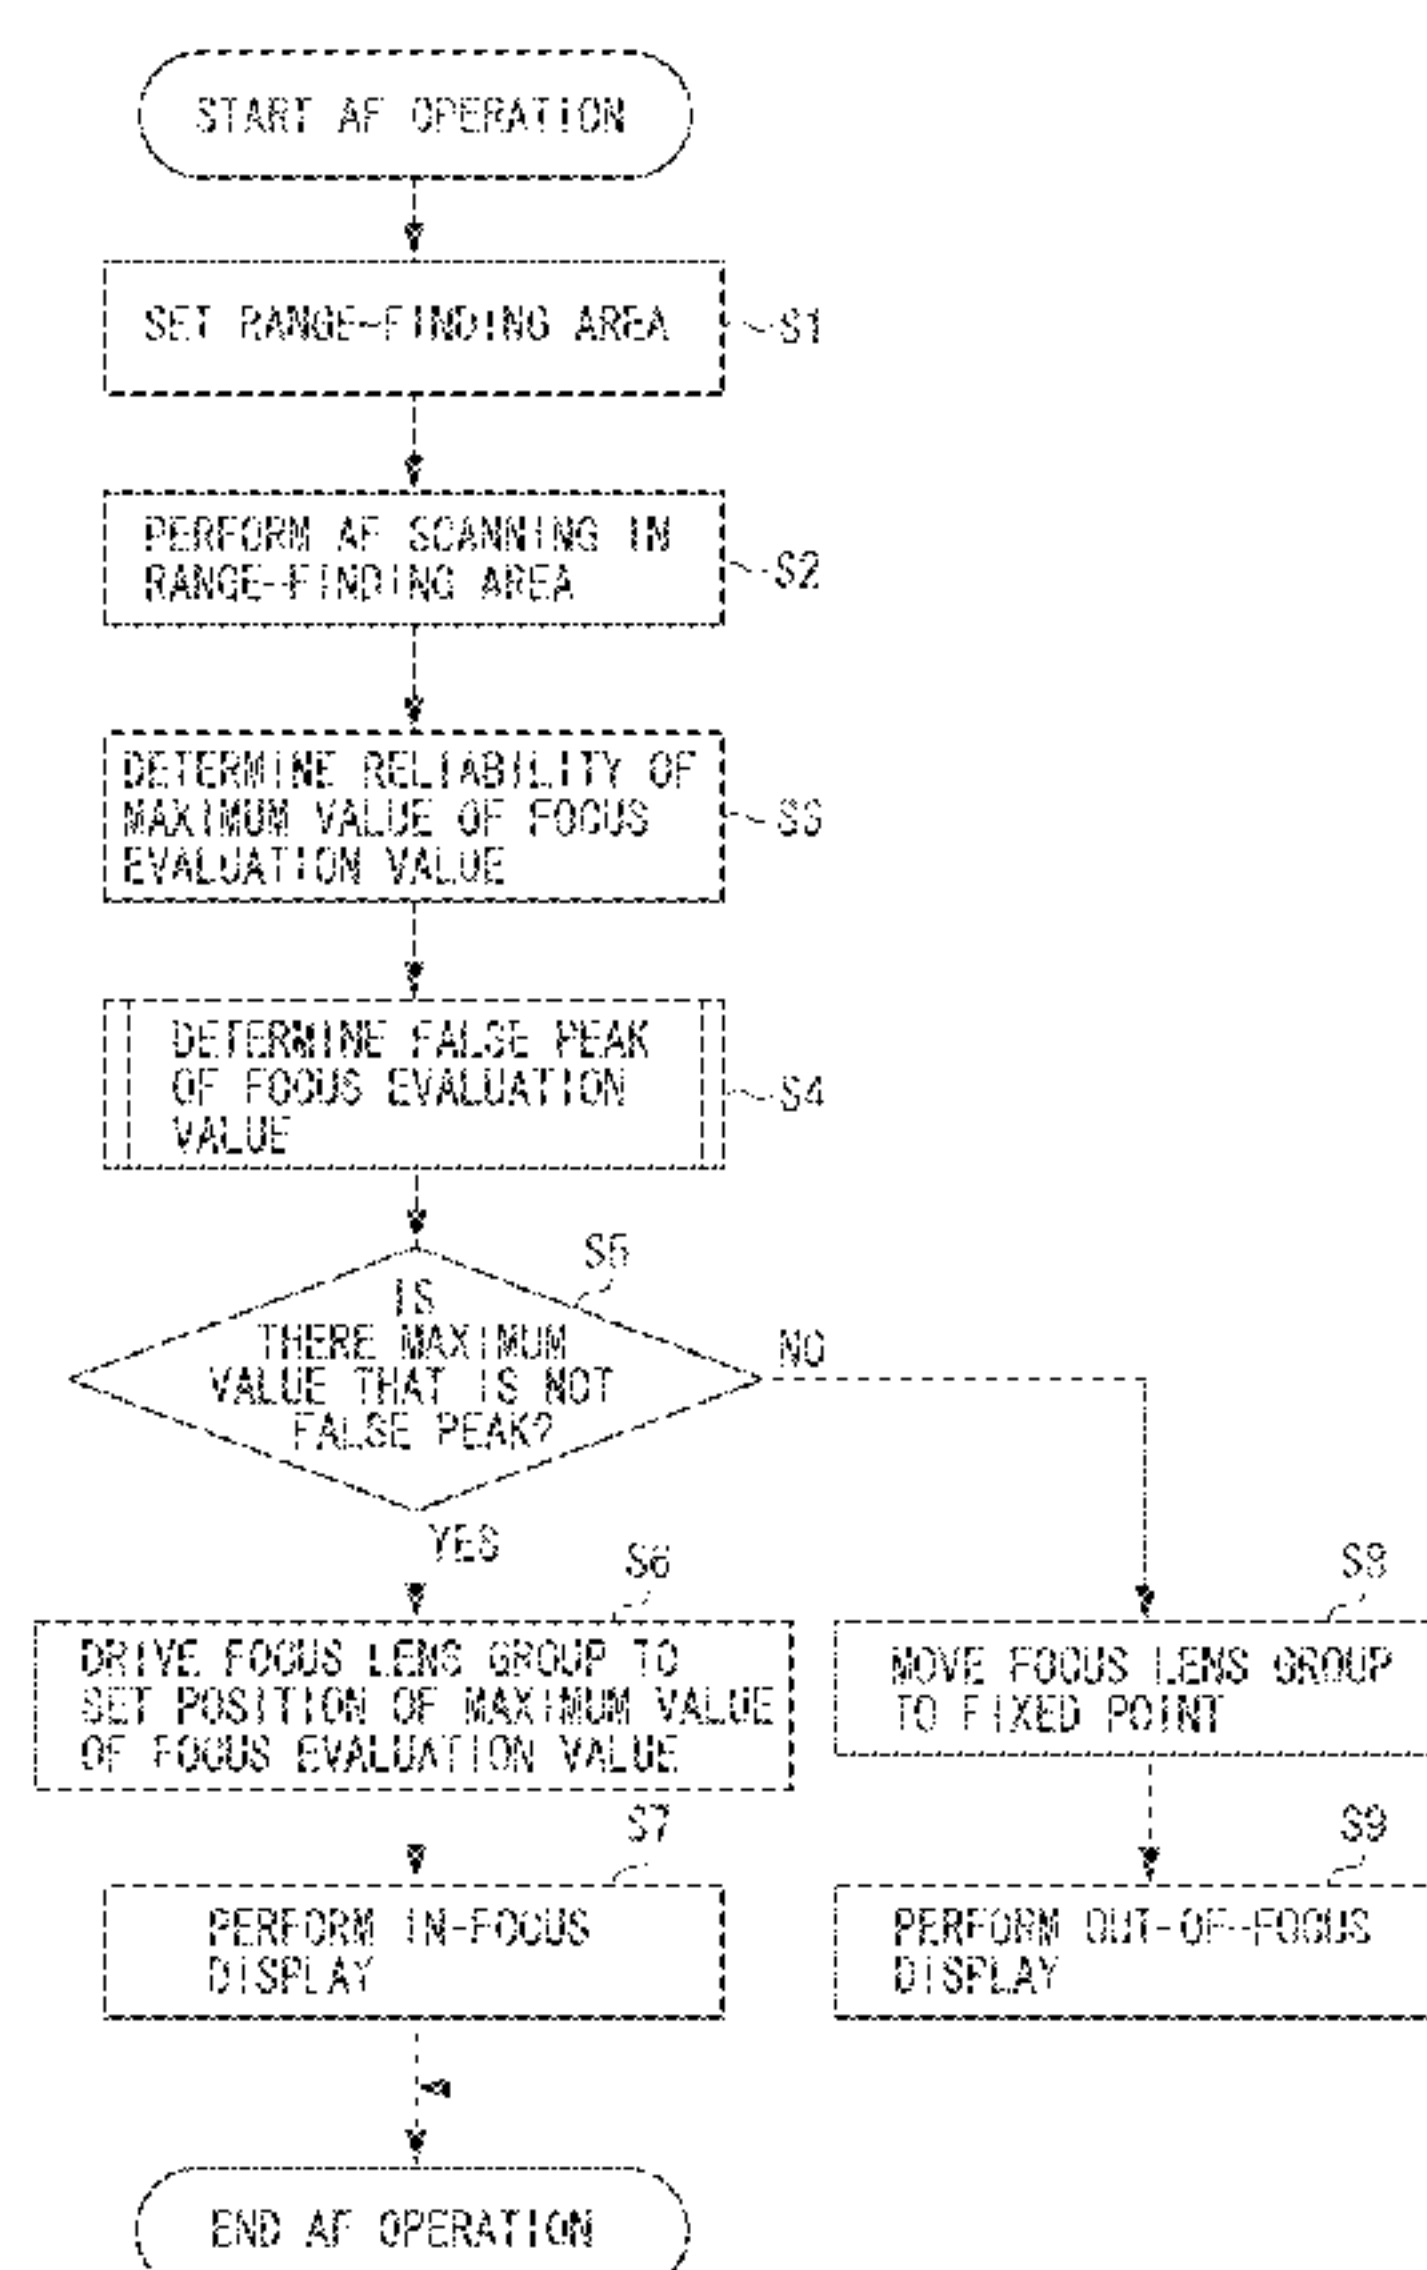 START AF OPERATION
SET RANGE-FINDING AREA
S1
PERFORM AF SCANNING IN
RANGE-FINDING AREA
S2
DETERMINE RELIABILITY OF
MAXIMUM VALUE OF FOCUS
EVALUATION VALUE
S3
DETERMINE FALSE PEAK
OF FOCUS EVALUATION
VALUE
S4
S5
IS
THERE MAXIMUM
VALUE THAT IS NOT
FALSE PEAK?
NO
YES
S6
DRIVE FOCUS LENS GROUP TO
SET POSITION OF MAXIMUM VALUE
OF FOCUS EVALUATION VALUE
S8
MOVE FOCUS LENS GROUP
TO FIXED POINT
S7
PERFORM IN-FOCUS
DISPLAY
S9
PERFORM OUT-OF-FOCUS
DISPLAY
END AF OPERATION